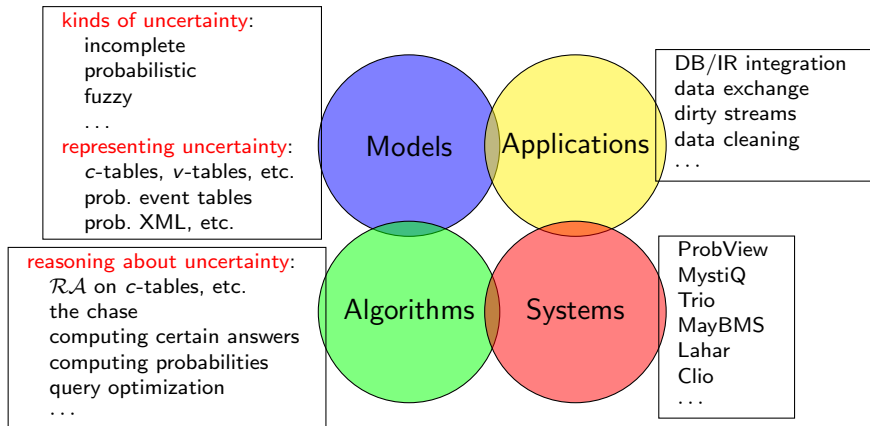 kinds of uncertainty:
incomplete
probabilistic
fuzzy
...
representing uncertainty:
c-tables, v-tables, etc.
prob. event tables
prob. XML, etc.
Models
Applications
DB/IR integration
data exchange
dirty streams
data cleaning
...
reasoning about uncertainty:
RA on c-tables, etc.
the chase
computing certain answers
computing probabilities
query optimization
...
Algorithms
Systems
ProbView
MystiQ
Trio
MayBMS
Lahar
Clio
...